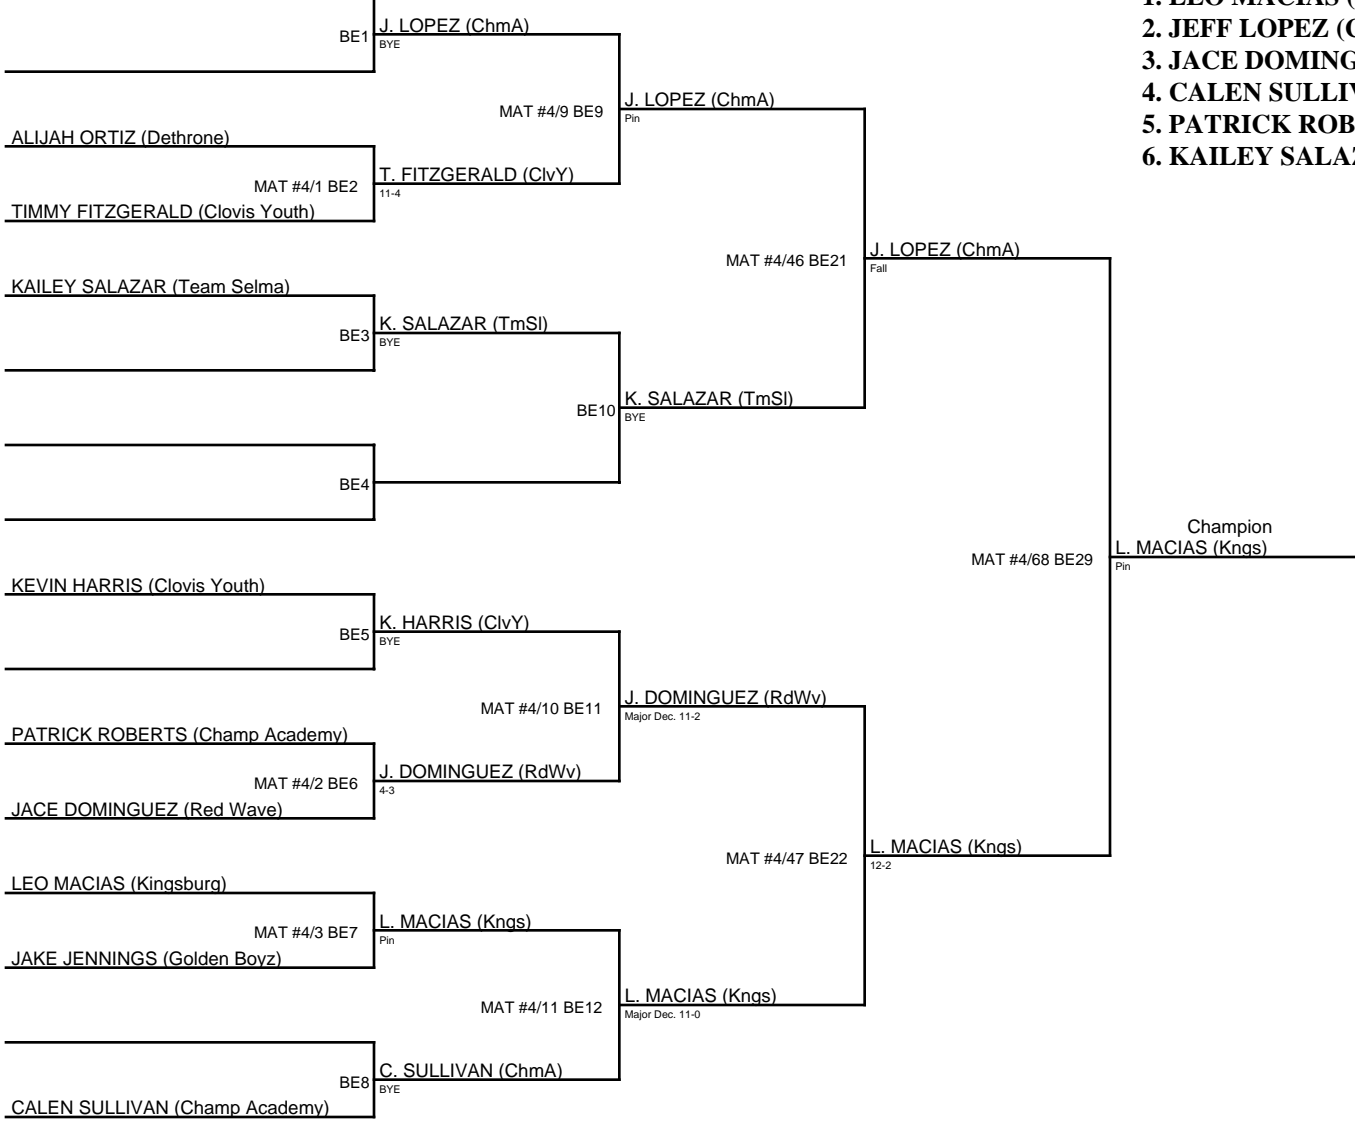 1. LEO MACIAS (
2. JEFF LOPEZ (
3. JACE DOMING
4. CALEN SULLI
5. PATRICK ROB
6. KAILEY SALA
BE1
J. LOPEZ (ChmA)
BYE
MAT #4/9 BE9
J. LOPEZ (ChmA)
Pin
ALIJAH ORTIZ (Dethrone)
MAT #4/1 BE2
T. FITZGERALD (ClvY)
11-4
TIMMY FITZGERALD (Clovis Youth)
MAT #4/46 BE21
J. LOPEZ (ChmA)
Fall
KAILEY SALAZAR (Team Selma)
BE3
K. SALAZAR (TmSl)
BYE
BE10
K. SALAZAR (TmSl)
BYE
BE4
Champion
MAT #4/68 BE29
L. MACIAS (Kngs)
Pin
KEVIN HARRIS (Clovis Youth)
BE5
K. HARRIS (ClvY)
BYE
MAT #4/10 BE11
J. DOMINGUEZ (RdWv)
Major Dec. 11-2
PATRICK ROBERTS (Champ Academy)
MAT #4/2 BE6
J. DOMINGUEZ (RdWv)
4-3
JACE DOMINGUEZ (Red Wave)
MAT #4/47 BE22
L. MACIAS (Kngs)
12-2
LEO MACIAS (Kingsburg)
MAT #4/3 BE7
L. MACIAS (Kngs)
Pin
JAKE JENNINGS (Golden Boyz)
MAT #4/11 BE12
L. MACIAS (Kngs)
Major Dec. 11-0
BE8
C. SULLIVAN (ChmA)
BYE
CALEN SULLIVAN (Champ Academy)